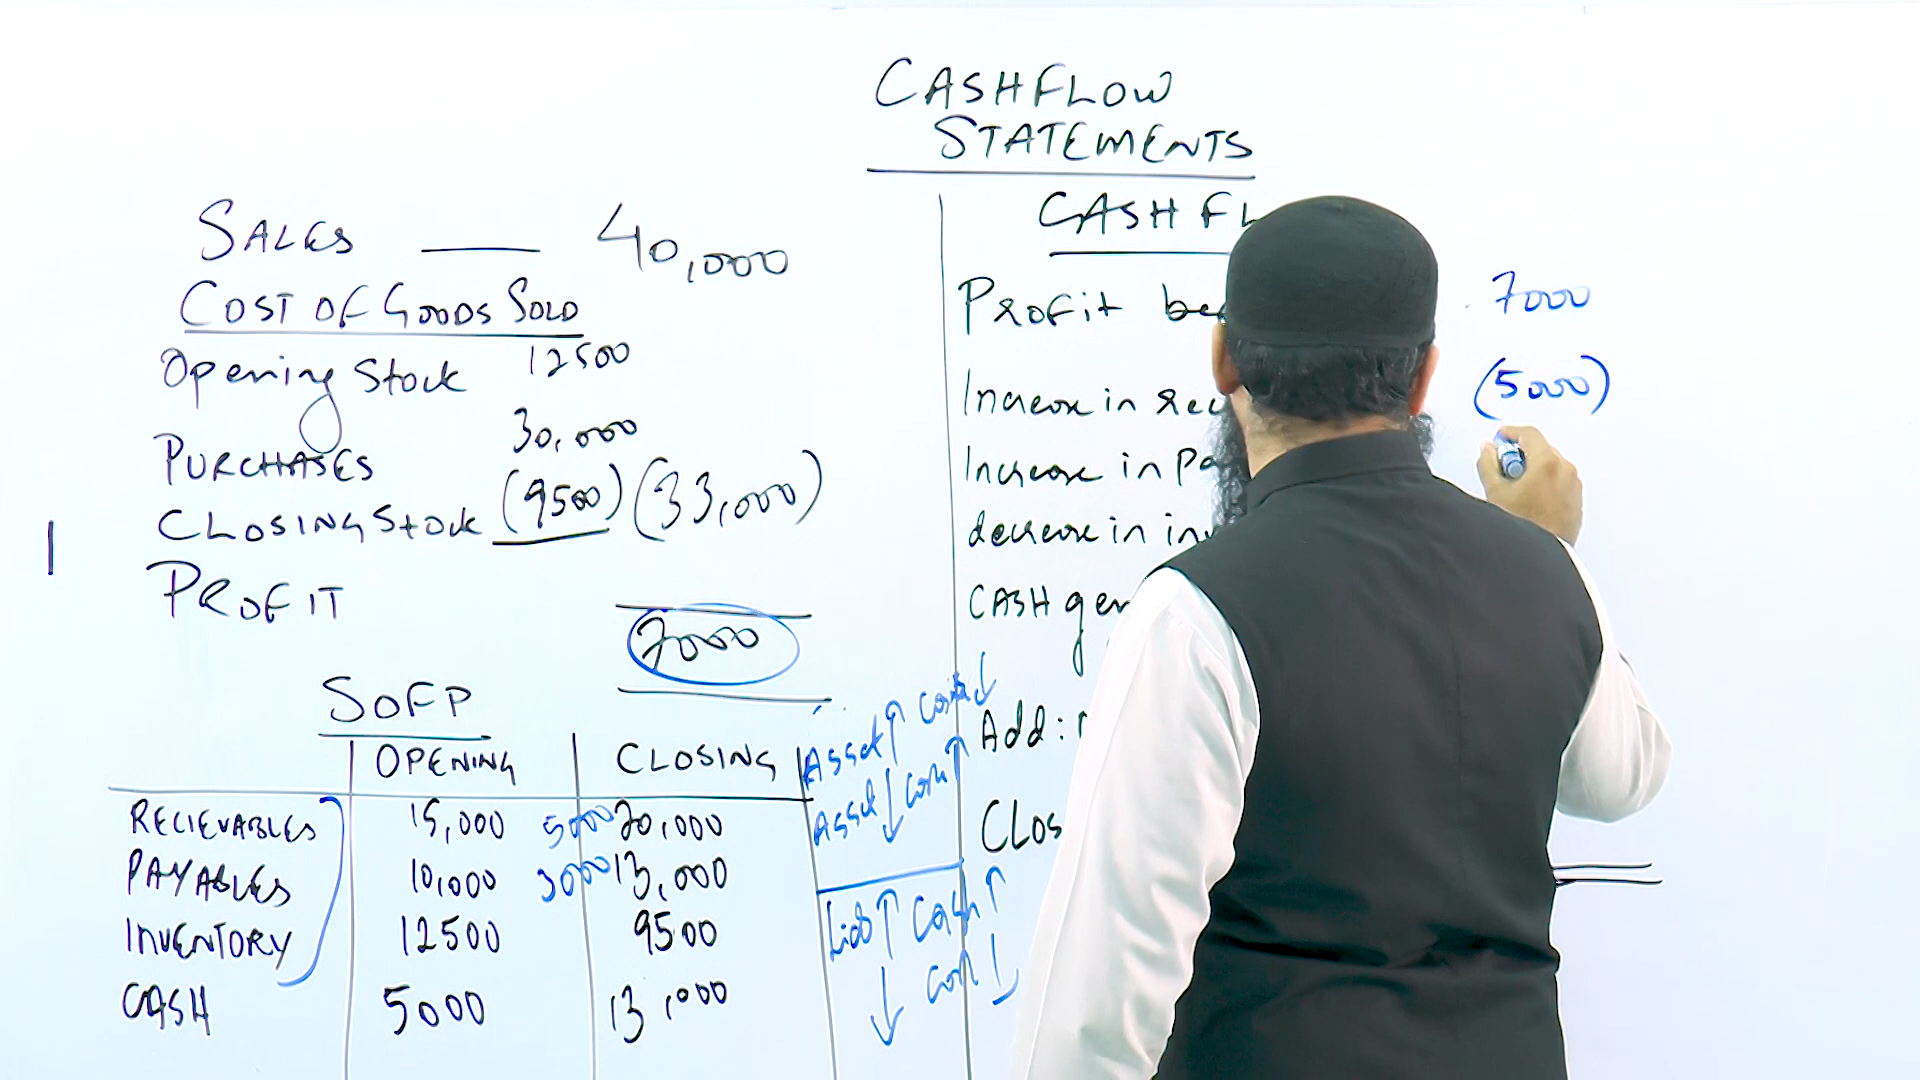 CASHFLOW
STATEMENTS
SALES 40,000
COST OF GOODS SOLD
Opening Stock 12500
PURCHASES 30,000
CLOSING Stock (9500) (33,000)
PROFIT 7000
SOFP
OPENING CLOSING
RECIEVABLES 15,000 5000 20,000
PAYABLES 10,000 3000 13,000
INVENTORY 12500 9500
CASH 5000 13,000
Asset ↑ Cash ↓
Asset ↓ Cash ↑
Liab ↑ Cash ↑
↓ Cash ↓
CASH FL
Profit be 7000
Increase in rec (5000)
Increase in Pa
decrease in inv
CASH gen
Add:
Clos